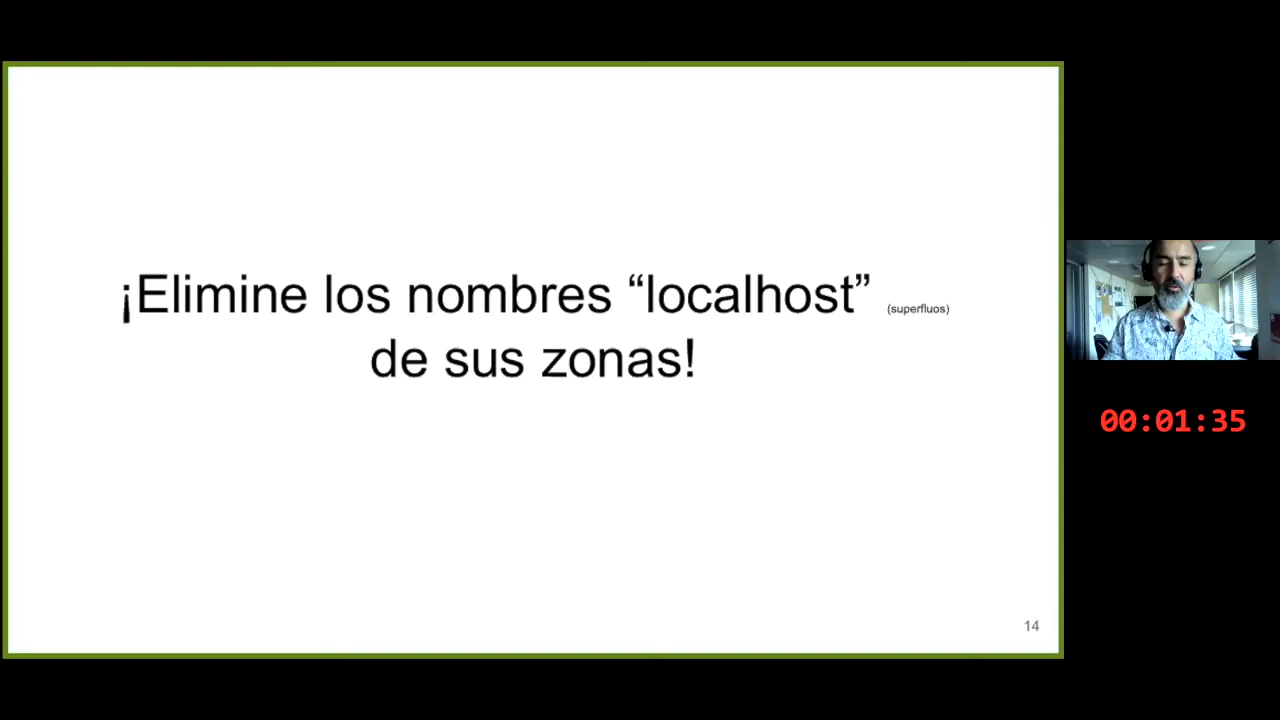 ¡Elimine los nombres “localhost” (superfluos)
de sus zonas!
14
00:01:35